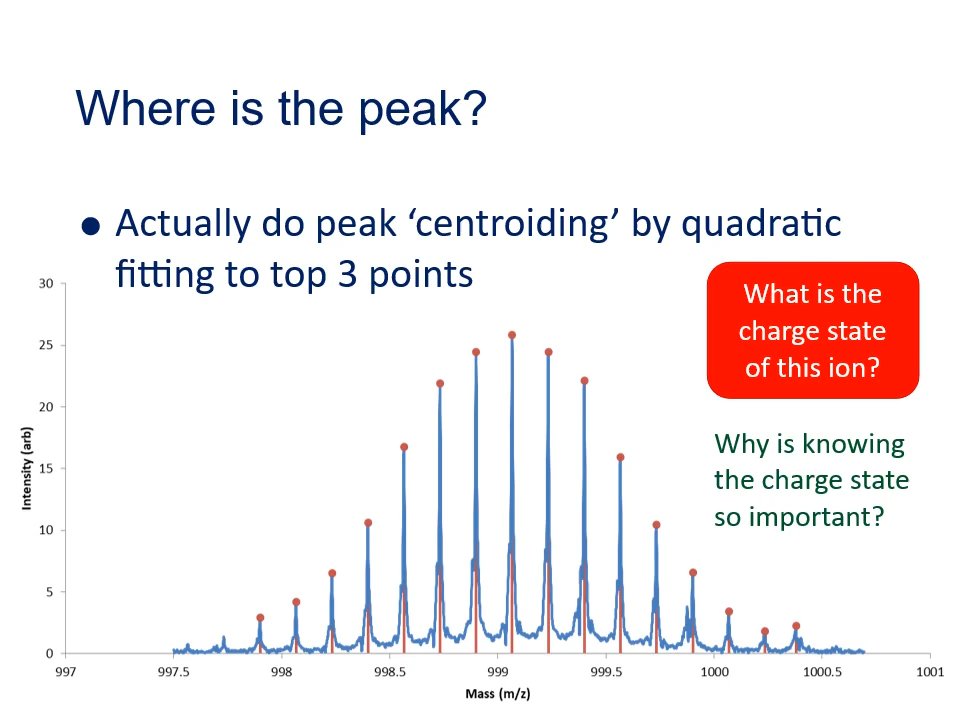 Where is the peak?
● Actually do peak ‘centroiding’ by quadratic
fitting to top 3 points
What is the
charge state
of this ion?
Why is knowing
the charge state
so important?
30
25
20
15
10
5
0
Intensity (arb)
997 997.5 998 998.5 999 999.5 1000 1000.5 1001
Mass (m/z)